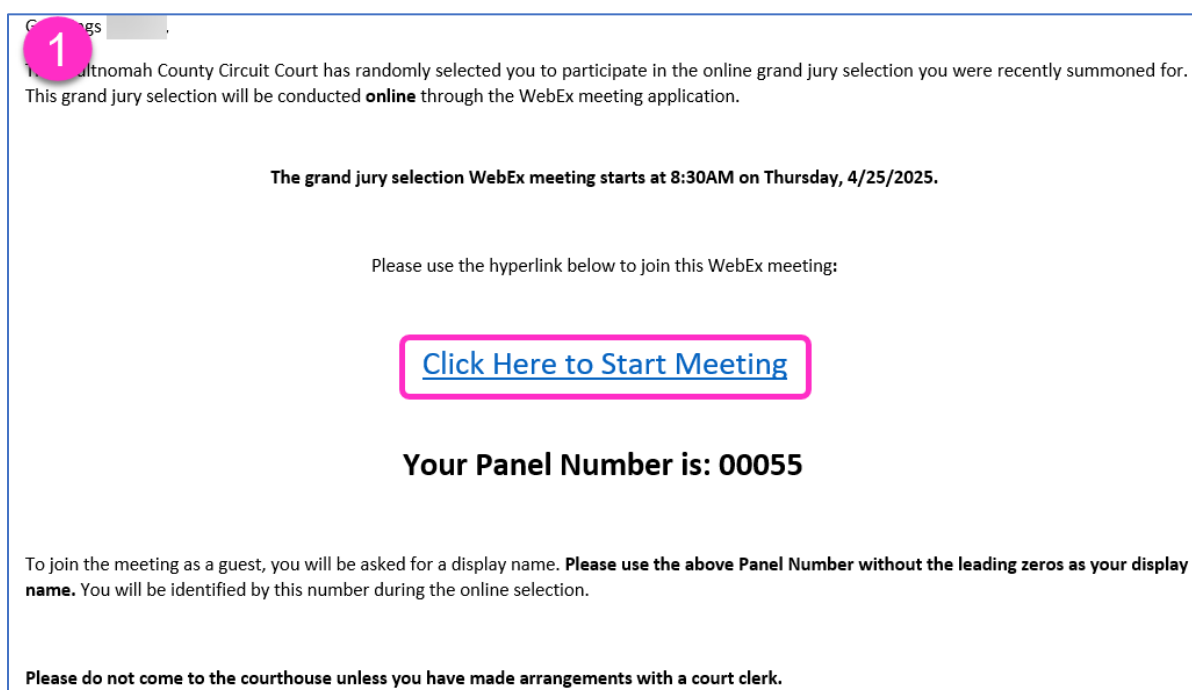 1
Multnomah County Circuit Court has randomly selected you to participate in the online grand jury selection you were recently summoned for.
This grand jury selection will be conducted online through the WebEx meeting application.
The grand jury selection WebEx meeting starts at 8:30AM on Thursday, 4/25/2025.
Please use the hyperlink below to join this WebEx meeting:
Click Here to Start Meeting
Your Panel Number is: 00055
To join the meeting as a guest, you will be asked for a display name. Please use the above Panel Number without the leading zeros as your display
name. You will be identified by this number during the online selection.
Please do not come to the courthouse unless you have made arrangements with a court clerk.